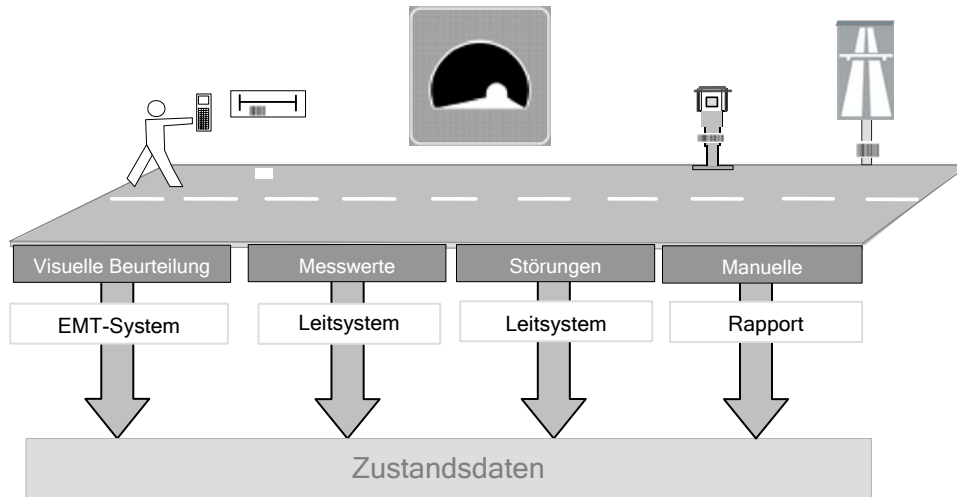 Visuelle Beurteilung
Messwerte
Störungen
Manuelle
EMT-System
Leitsystem
Leitsystem
Rapport
Zustandsdaten